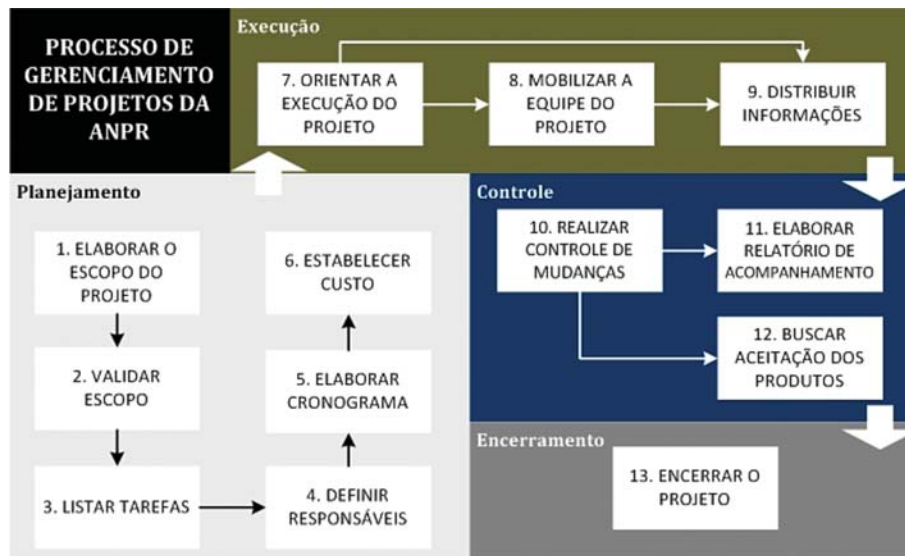 PROCESSO DE
GERENCIAMENTO
DE PROJETOS DA
ANPR
Execução
7. ORIENTAR A
EXECUÇÃO DO
PROJETO
8. MOBILIZAR A
EQUIPE DO
PROJETO
9. DISTRIBUIR
INFORMAÇÕES
Planejamento
1. ELABORAR O
ESCOPO DO
PROJETO
2. VALIDAR
ESCOPO
3. LISTAR TAREFAS
4. DEFINIR
RESPONSÁVEIS
5. ELABORAR
CRONOGRAMA
6. ESTABELECER
CUSTO
Controle
10. REALIZAR
CONTROLE DE
MUDANÇAS
11. ELABORAR
RELATÓRIO DE
ACOMPANHAMENTO
12. BUSCAR
ACEITAÇÃO DOS
PRODUTOS
Encerramento
13. ENCERRAR O
PROJETO